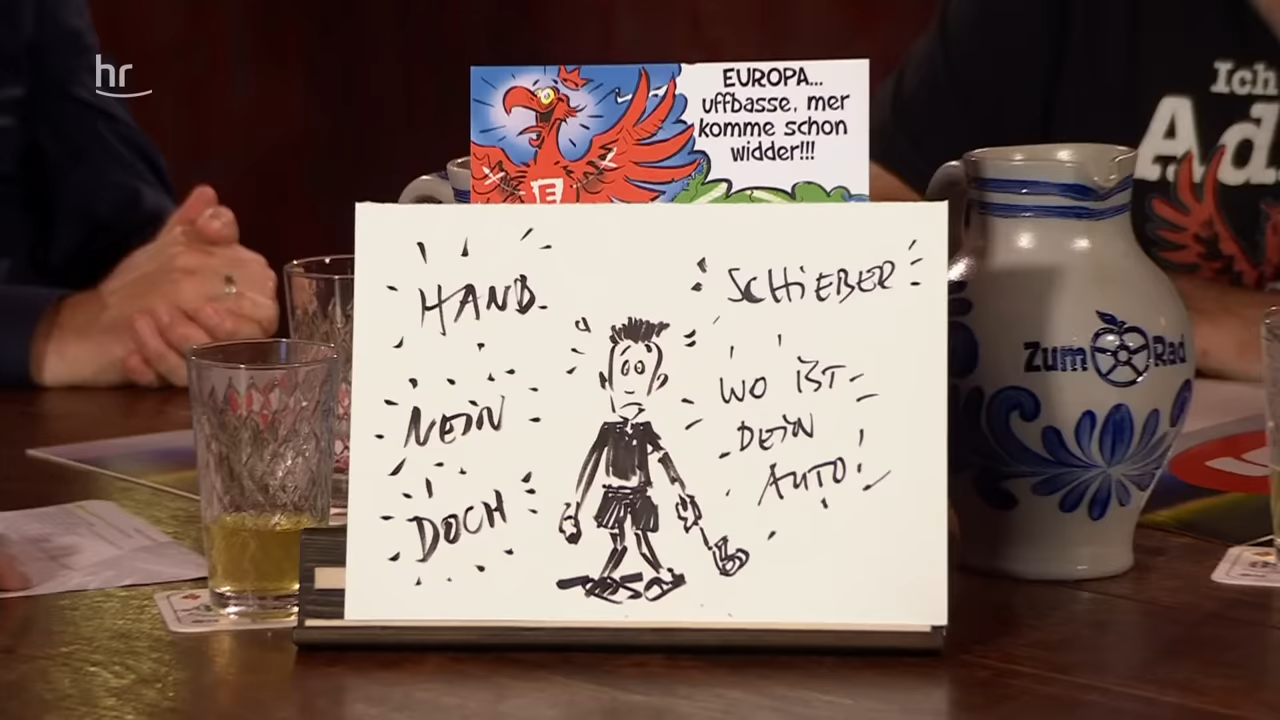 hr
EUROPA...
uffbasse, mer
komme schon
widder!!!
Ich
Ad
HAND
NEIN
DOCH
SCHIEBER
WO IST
DEIN
AUTO!
Zum Rad
E